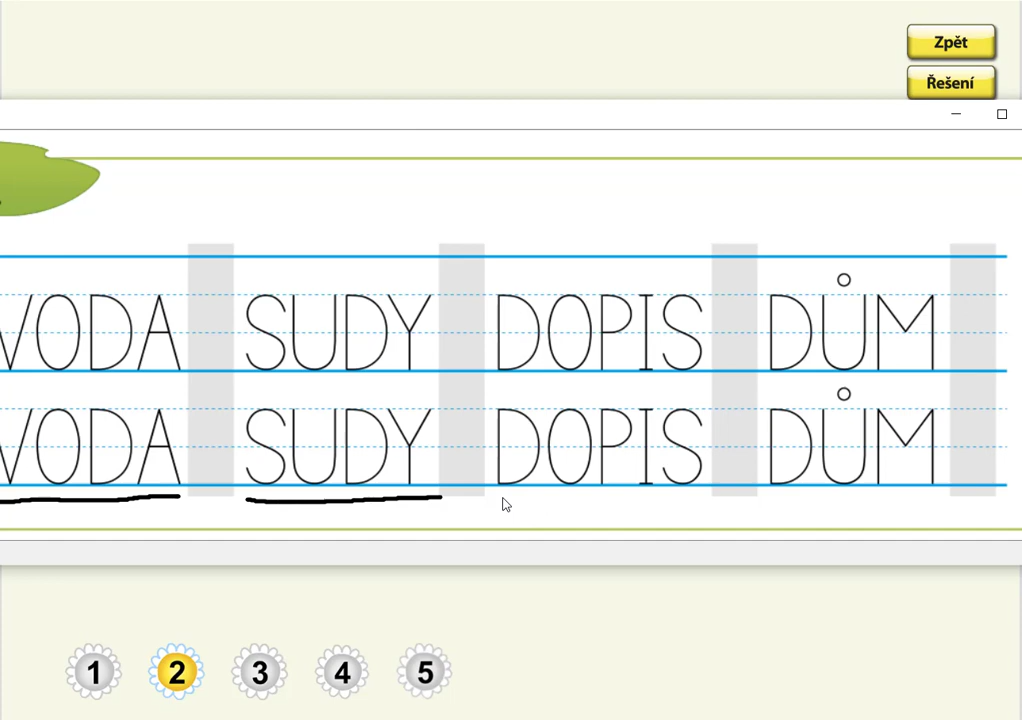 Zpět
Řešení
VODA SUDY DOPIS DŮM
VODA SUDY DOPIS DŮM
1 2 3 4 5